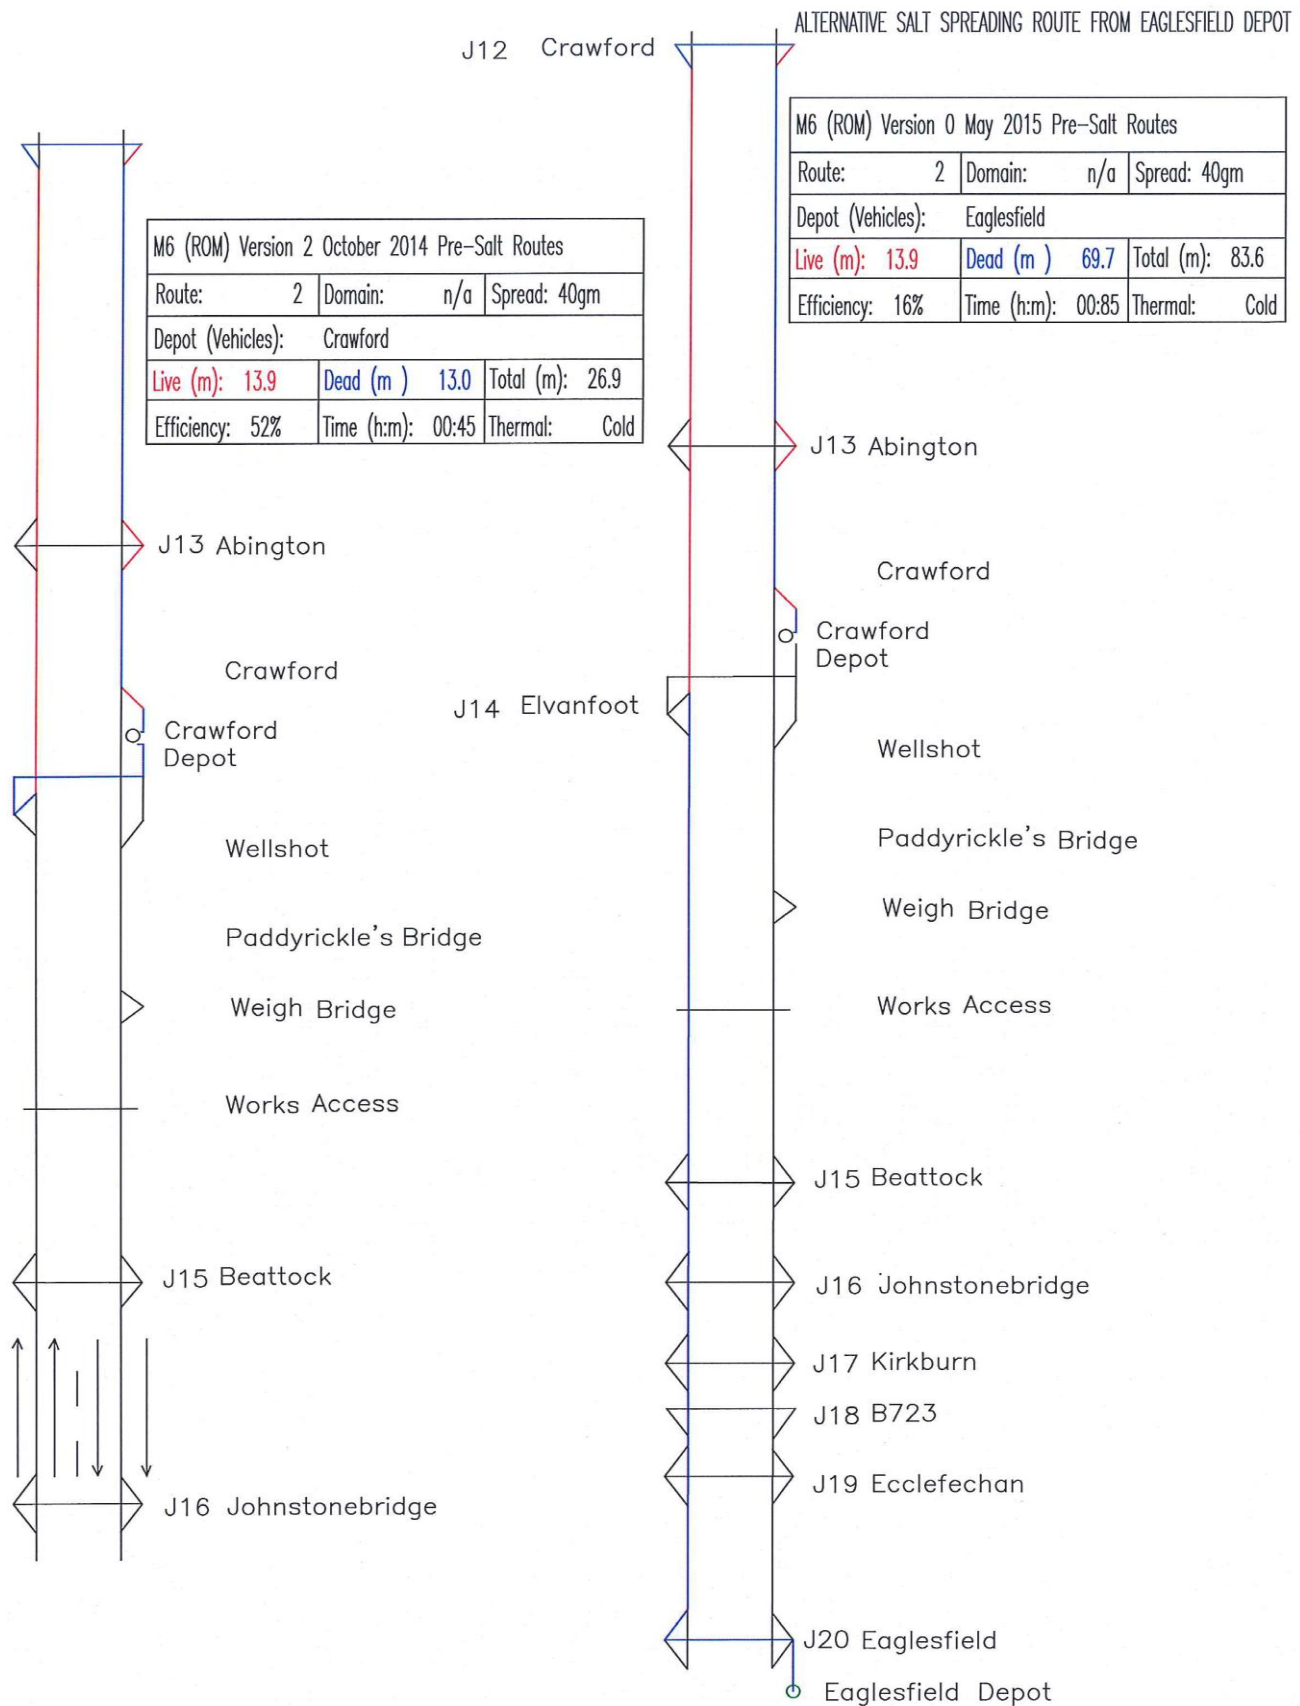 ALTERNATIVE SALT SPREADING ROUTE FROM EAGLESFIELD DEPOT
M6 (ROM) Version 2 October 2014 Pre-Salt Routes
Route: 2 Domain: n/a Spread: 40gm
Depot (Vehicles): Crawford
Live (m): 13.9 Dead (m ) 13.0 Total (m): 26.9
Efficiency: 52% Time (h:m): 00:45 Thermal: Cold
J13 Abington
Crawford
Crawford
Depot
Wellshot
Paddyrickle's Bridge
Weigh Bridge
Works Access
J15 Beattock
J16 Johnstonebridge
J12 Crawford
M6 (ROM) Version 0 May 2015 Pre-Salt Routes
Route: 2 Domain: n/a Spread: 40gm
Depot (Vehicles): Eaglesfield
Live (m): 13.9 Dead (m ) 69.7 Total (m): 83.6
Efficiency: 16% Time (h:m): 00:85 Thermal: Cold
J13 Abington
Crawford
Crawford
Depot
J14 Elvanfoot
Wellshot
Paddyrickle's Bridge
Weigh Bridge
Works Access
J15 Beattock
J16 Johnstonebridge
J17 Kirkburn
J18 B723
J19 Ecclefechan
J20 Eaglesfield
Eaglesfield Depot